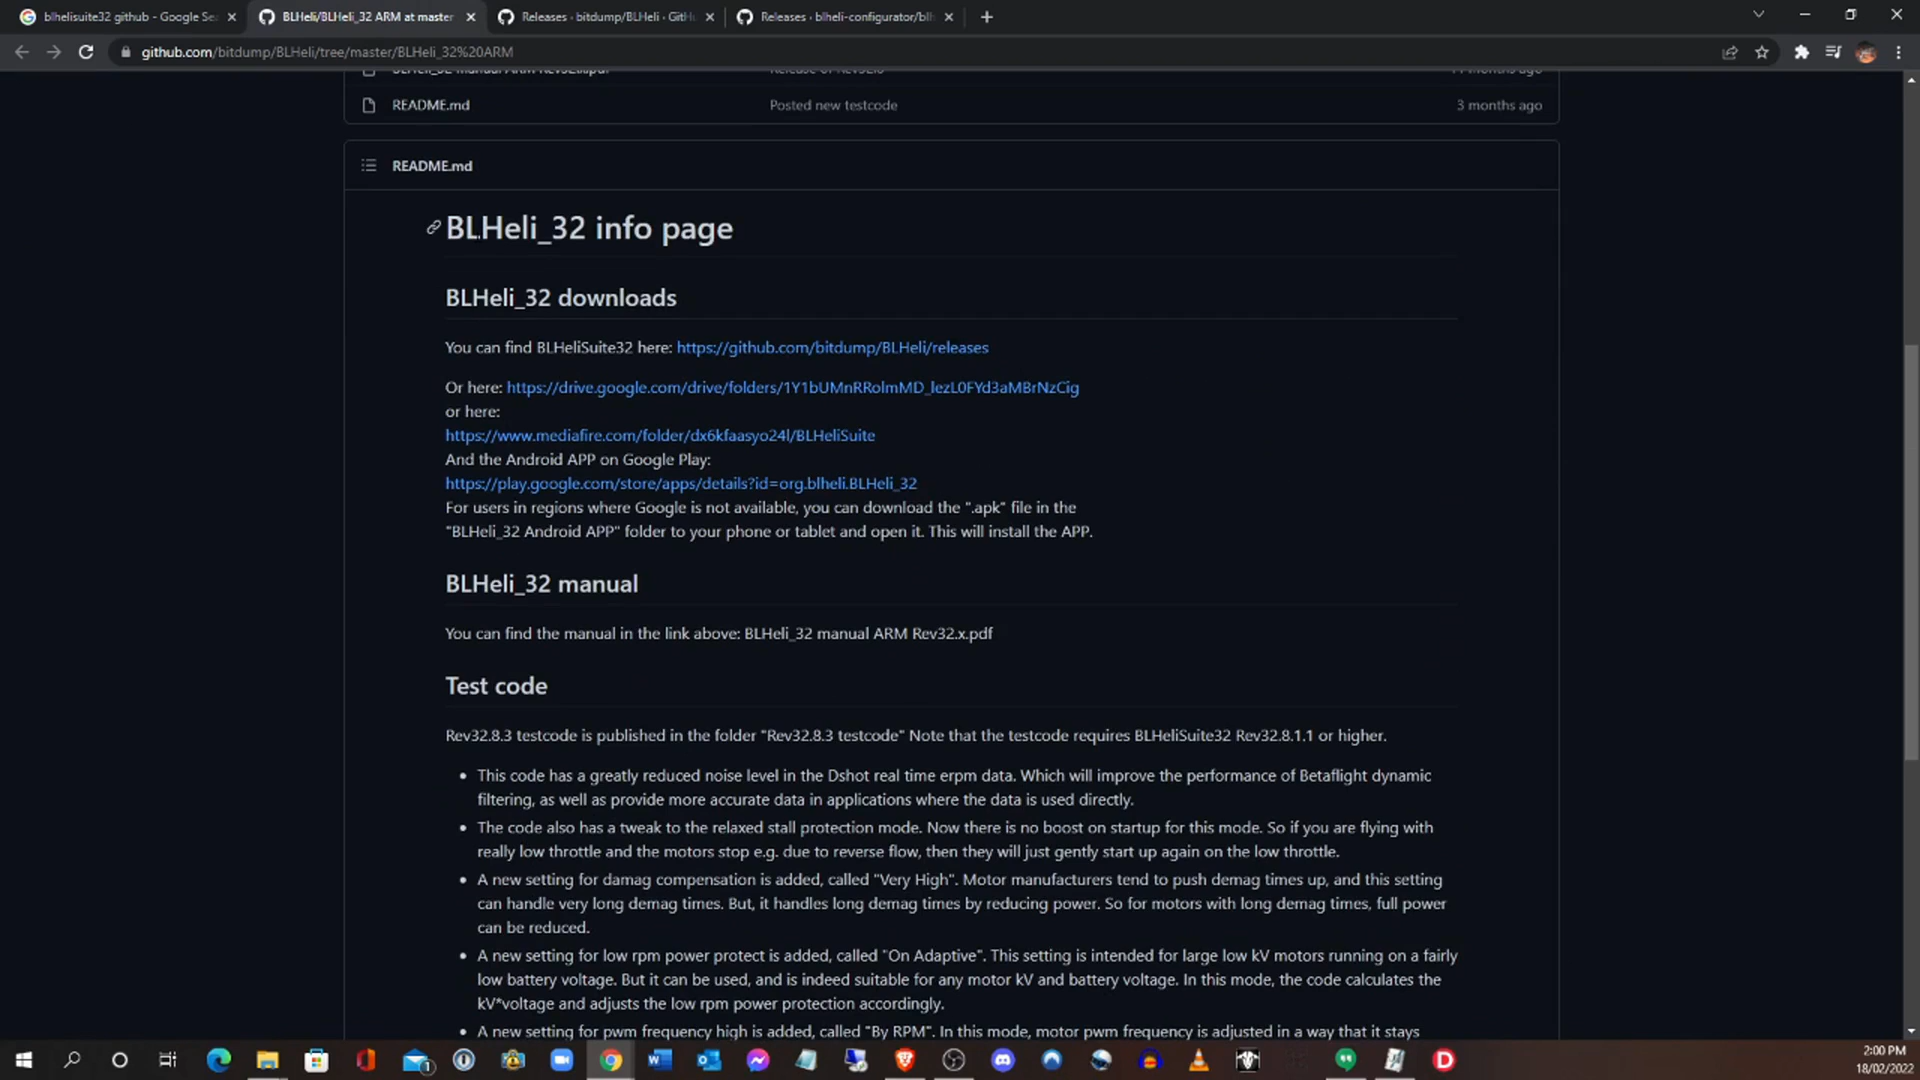 blhelisuite32 github - Google Se
BLHeli/BLHeli_32 ARM at master
Releases · bitdump/BLHeli · GitH
Releases · blheli-configurator/blh
github.com/bitdump/BLHeli/tree/master/BLHeli_32%20ARM
README.md Posted new testcode 3 months ago
README.md
BLHeli_32 info page
BLHeli_32 downloads
You can find BLHeliSuite32 here: https://github.com/bitdump/BLHeli/releases
Or here: https://drive.google.com/drive/folders/1Y1bUMnRRolmMD_lezL0FYd3aMBrNzCig
or here:
https://www.mediafire.com/folder/dx6kfaasyo24l/BLHeliSuite
And the Android APP on Google Play:
https://play.google.com/store/apps/details?id=org.blheli.BLHeli_32
For users in regions where Google is not available, you can download the ".apk" file in the
"BLHeli_32 Android APP" folder to your phone or tablet and open it. This will install the APP.
BLHeli_32 manual
You can find the manual in the link above: BLHeli_32 manual ARM Rev32.x.pdf
Test code
Rev32.8.3 testcode is published in the folder "Rev32.8.3 testcode" Note that the testcode requires BLHeliSuite32 Rev32.8.1.1 or higher.
• This code has a greatly reduced noise level in the Dshot real time erpm data. Which will improve the performance of Betaflight dynamic
filtering, as well as provide more accurate data in applications where the data is used directly.
• The code also has a tweak to the relaxed stall protection mode. Now there is no boost on startup for this mode. So if you are flying with
really low throttle and the motors stop e.g. due to reverse flow, then they will just gently start up again on the low throttle.
• A new setting for damag compensation is added, called "Very High". Motor manufacturers tend to push demag times up, and this setting
can handle very long demag times. But, it handles long demag times by reducing power. So for motors with long demag times, full power
can be reduced.
• A new setting for low rpm power protect is added, called "On Adaptive". This setting is intended for large low kV motors running on a fairly
low battery voltage. But it can be used, and is indeed suitable for any motor kV and battery voltage. In this mode, the code calculates the
kV*voltage and adjusts the low rpm power protection accordingly.
• A new setting for pwm frequency high is added, called "By RPM". In this mode, motor pwm frequency is adjusted in a way that it stays
2:00 PM
18/02/2022